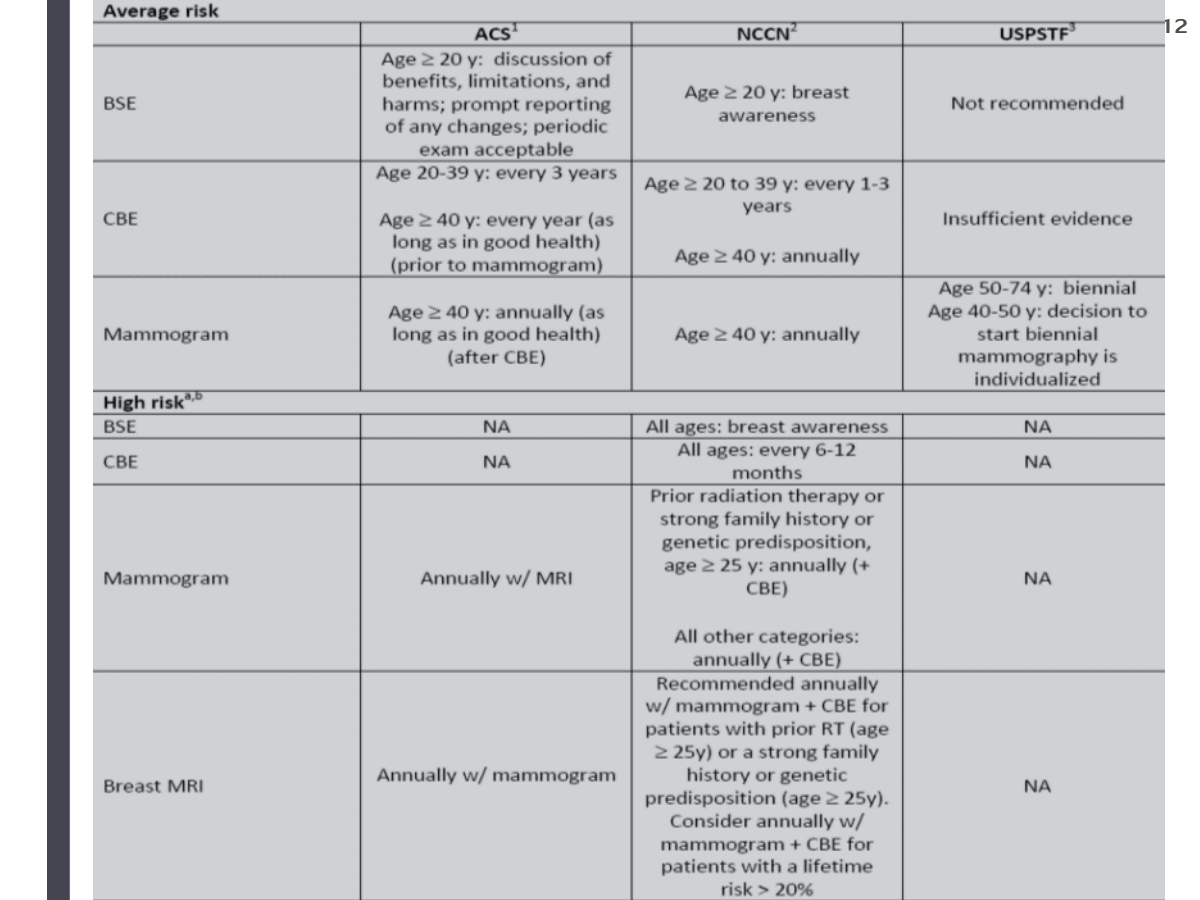 12
Average risk
ACS1
NCCN2
USPSTF3
BSE
Age ≥ 20 y: discussion of
benefits, limitations, and
harms; prompt reporting
of any changes; periodic
exam acceptable
Age ≥ 20 y: breast
awareness
Not recommended
CBE
Age 20-39 y: every 3 years
Age ≥ 40 y: every year (as
long as in good health)
(prior to mammogram)
Age ≥ 20 to 39 y: every 1-3
years
Age ≥ 40 y: annually
Insufficient evidence
Mammogram
Age ≥ 40 y: annually (as
long as in good health)
(after CBE)
Age ≥ 40 y: annually
Age 50-74 y: biennial
Age 40-50 y: decision to
start biennial
mammography is
individualized
High riska,b
BSE
NA
All ages: breast awareness
NA
CBE
NA
All ages: every 6-12
months
NA
Mammogram
Annually w/ MRI
Prior radiation therapy or
strong family history or
genetic predisposition,
age ≥ 25 y: annually (+
CBE)
All other categories:
annually (+ CBE)
NA
Breast MRI
Annually w/ mammogram
Recommended annually
w/ mammogram + CBE for
patients with prior RT (age
≥ 25y) or a strong family
history or genetic
predisposition (age ≥ 25y).
Consider annually w/
mammogram + CBE for
patients with a lifetime
risk > 20%
NA